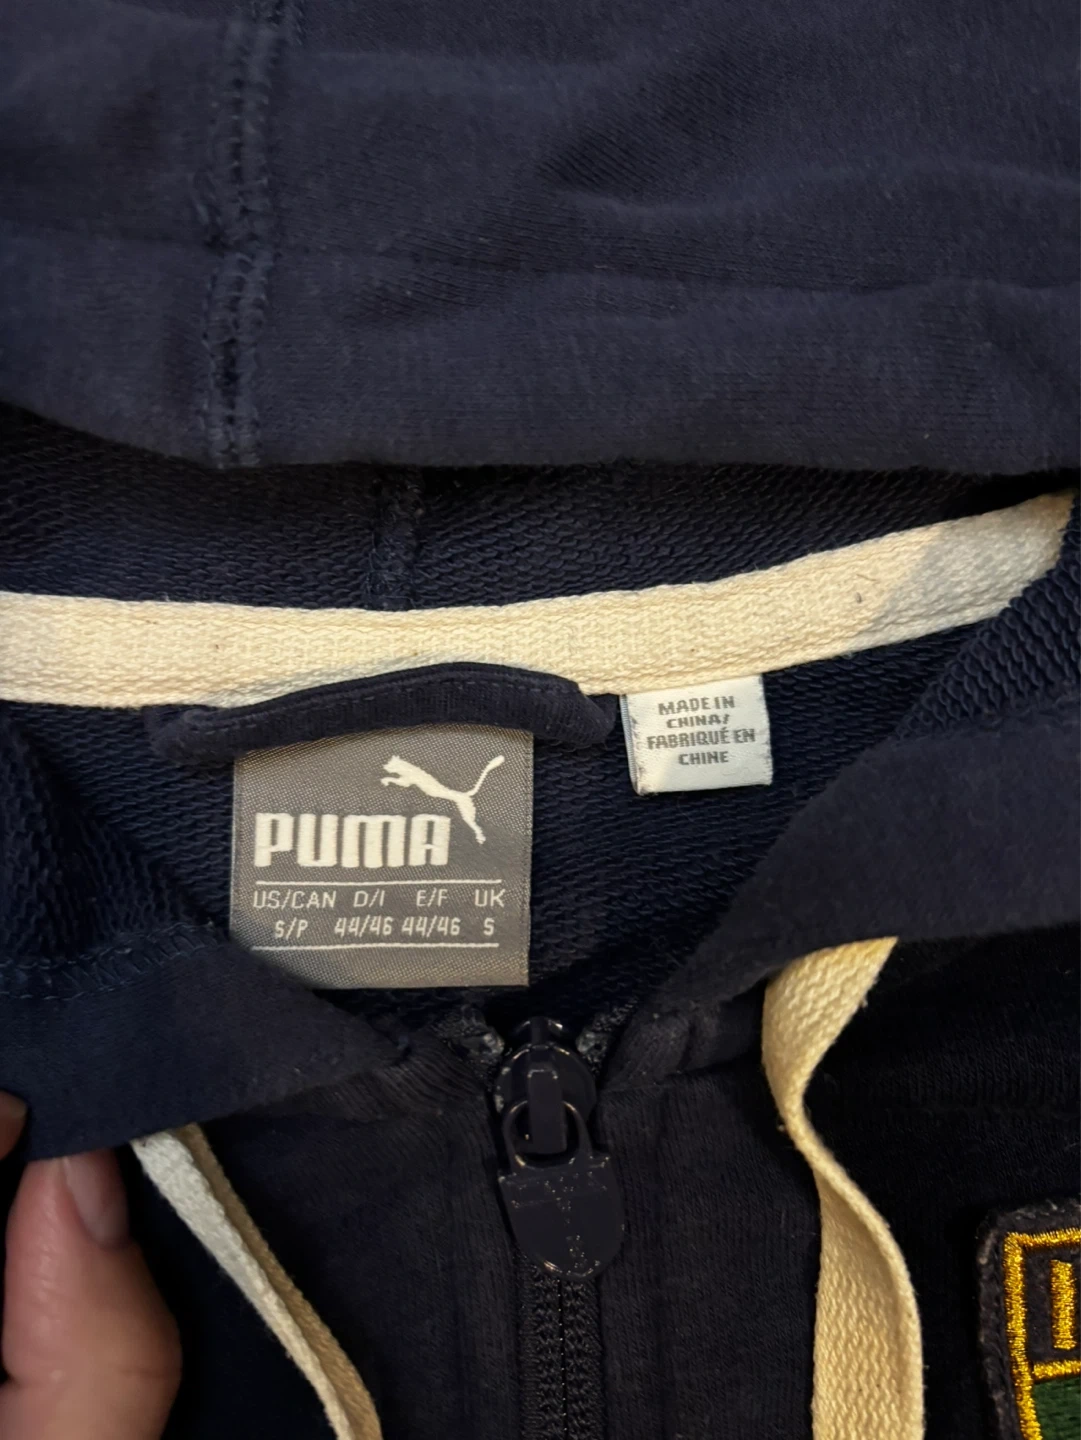 MADE IN
CHINA/
FABRIQUÉ EN
CHINE
PUMA
US/CAN D/I E/F UK
S/P 44/46 44/46 S